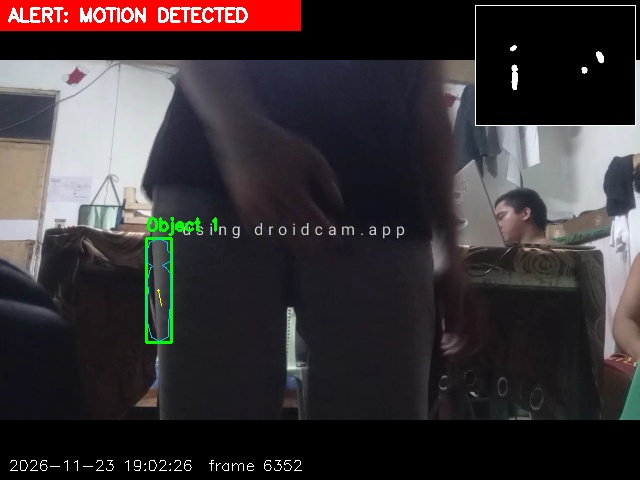 ALERT: MOTION DETECTED
Object 1
using droidcam.app
2026-11-23 19:02:26 frame 6352